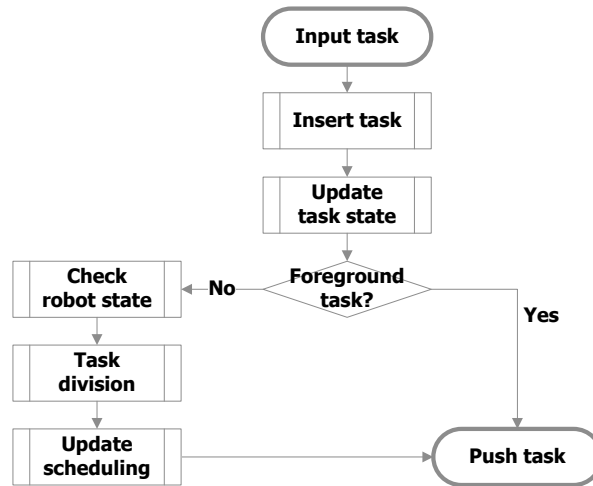 Input task
Insert task
Update
task state
Foreground
task?
No
Yes
Check
robot state
Task
division
Update
scheduling
Push task